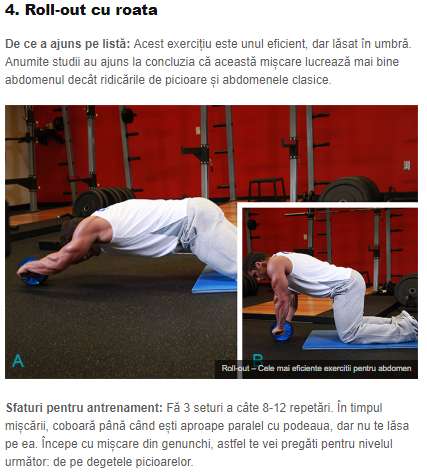 4. Roll-out cu roata
De ce a ajuns pe listă: Acest exercițiu este unul eficient, dar lăsat în umbră.
Anumite studii au ajuns la concluzia că această mișcare lucrează mai bine
abdomenul decât ridicările de picioare și abdomenele clasice.
A
B
Roll-out – Cele mai eficiente exercitii pentru abdomen
Sfaturi pentru antrenament: Fă 3 seturi a câte 8-12 repetări. În timpul
mișcării, coboară până când ești aproape paralel cu podeaua, dar nu te lăsa
pe ea. Începe cu mișcare din genunchi, astfel te vei pregăti pentru nivelul
următor: de pe degetele picioarelor.